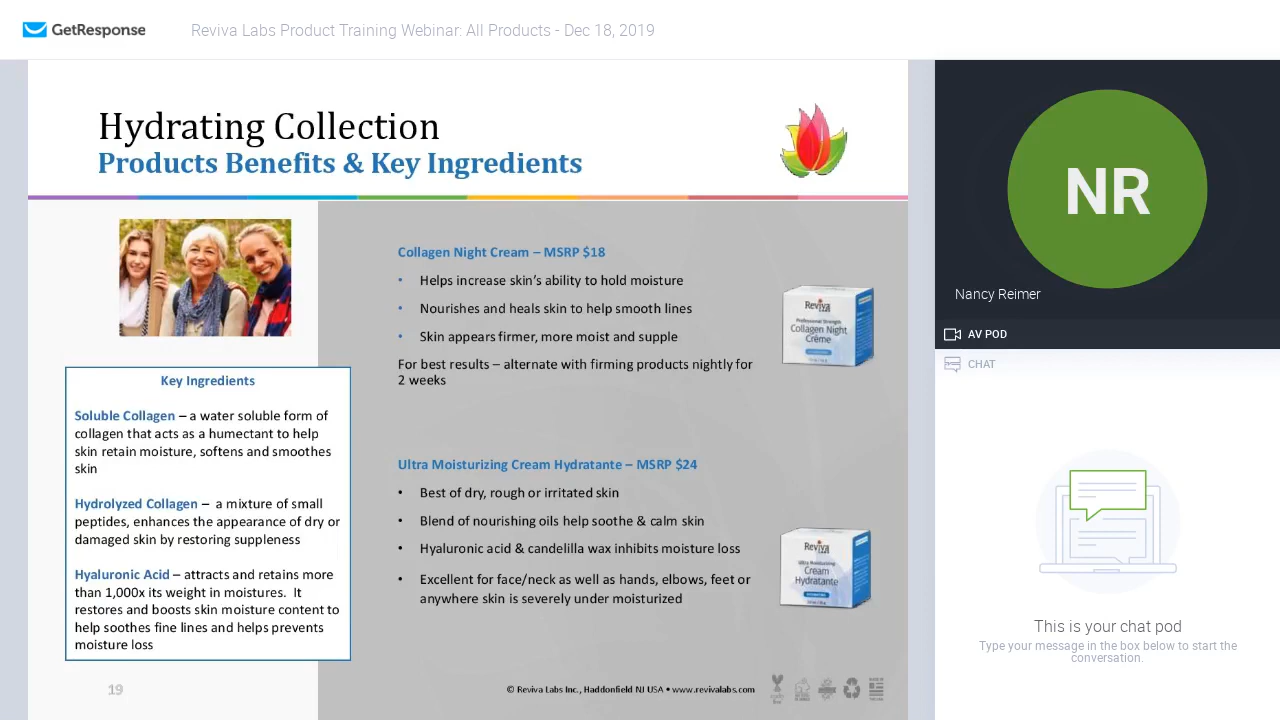 GetResponse
Reviva Labs Product Training Webinar: All Products - Dec 18, 2019
Hydrating Collection
Products Benefits & Key Ingredients
Key Ingredients
Soluble Collagen – a water soluble form of
collagen that acts as a humectant to help
skin retain moisture, softens and smoothes
skin
Hydrolyzed Collagen – a mixture of small
peptides, enhances the appearance of dry or
damaged skin by restoring suppleness
Hyaluronic Acid – attracts and retains more
than 1,000x its weight in moistures. It
restores and boosts skin moisture content to
help soothes fine lines and helps prevents
moisture loss
19
Collagen Night Cream – MSRP $18
• Helps increase skin's ability to hold moisture
• Nourishes and heals skin to help smooth lines
• Skin appears firmer, more moist and supple
For best results – alternate with firming products nightly for
2 weeks
Reviva
Professional Strength
Collagen Night
Crème
Ultra Moisturizing Cream Hydratante – MSRP $24
• Best of dry, rough or irritated skin
• Blend of nourishing oils help soothe & calm skin
• Hyaluronic acid & candelilla wax inhibits moisture loss
• Excellent for face/neck as well as hands, elbows, feet or
anywhere skin is severely under moisturized
Reviva
Ultra Moisturizing
Cream
Hydratante
© Reviva Labs Inc., Haddonfield NJ USA • www.revivalabs.com
NR
Nancy Reimer
AV POD
CHAT
This is your chat pod
Type your message in the box below to start the
conversation.